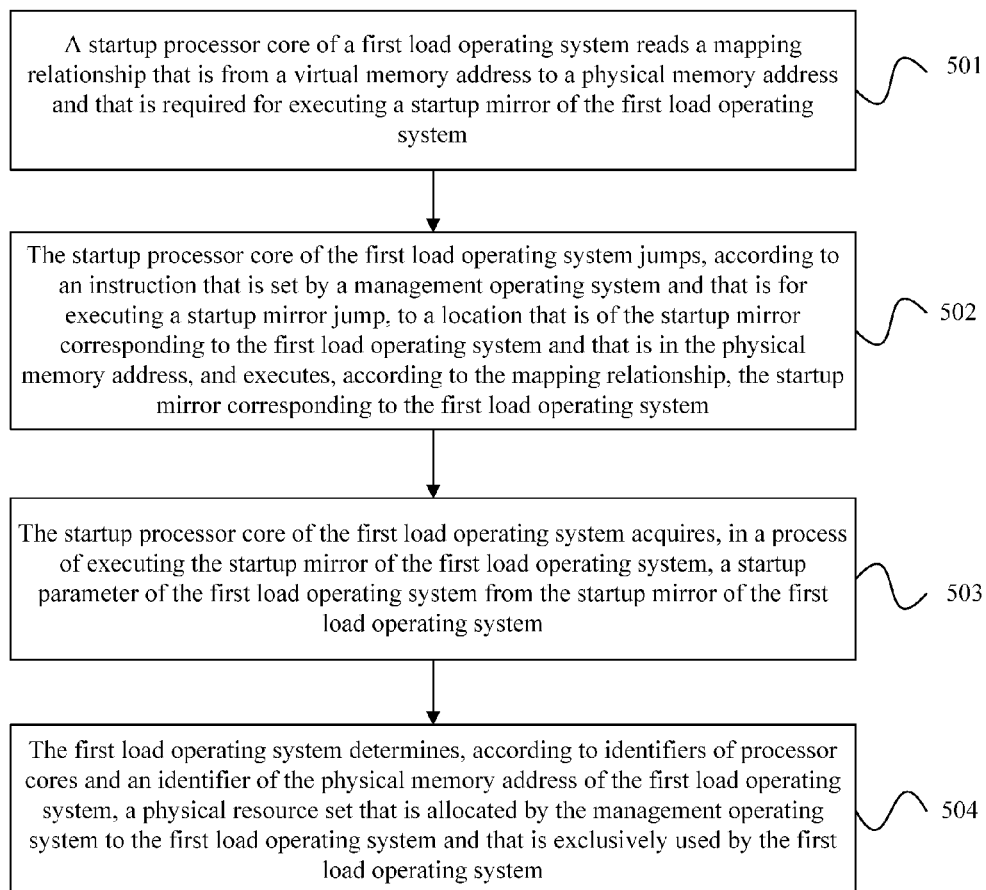 A startup processor core of a first load operating system reads a mapping
relationship that is from a virtual memory address to a physical memory address
and that is required for executing a startup mirror of the first load operating
system
501
The startup processor core of the first load operating system jumps, according to
an instruction that is set by a management operating system and that is for
executing a startup mirror jump, to a location that is of the startup mirror
corresponding to the first load operating system and that is in the physical
memory address, and executes, according to the mapping relationship, the startup
mirror corresponding to the first load operating system
502
The startup processor core of the first load operating system acquires, in a process
of executing the startup mirror of the first load operating system, a startup
parameter of the first load operating system from the startup mirror of the first
load operating system
503
The first load operating system determines, according to identifiers of processor
cores and an identifier of the physical memory address of the first load operating
system, a physical resource set that is allocated by the management operating
system to the first load operating system and that is exclusively used by the first
load operating system
504